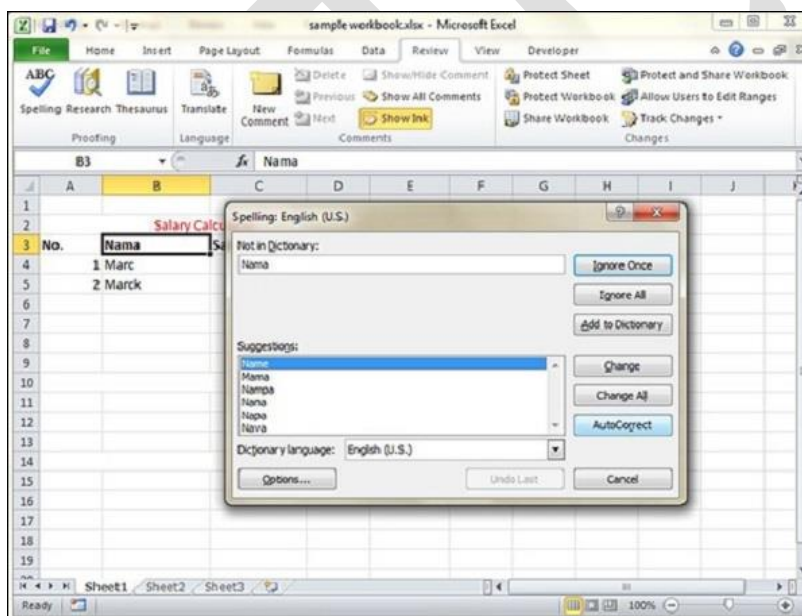 sample workbook.xlsx - Microsoft Excel
File Home Insert Page Layout Formulas Data Review View Developer
ABC
Spelling Research Thesaurus
Proofing
Translate
Language
New Comment
Delete
Previous
Next
Show/Hide Comment
Show All Comments
Show Ink
Comments
Protect Sheet
Protect Workbook
Share Workbook
Protect and Share Workbook
Allow Users to Edit Ranges
Track Changes
Changes
B3 fx Nama
A B C D E F G H I J
1
2 Salary Calcu
3 No. Nama Sa
4 1 Marc
5 2 Marck
6
7
8
9
10
11
12
13
14
15
16
17
18
19
Spelling: English (U.S.)
Not in Dictionary:
Nama
Ignore Once
Ignore All
Add to Dictionary
Suggestions:
Name
Mama
Nampa
Nana
Napa
Nava
Change
Change All
AutoCorrect
Dictionary language: English (U.S.)
Options... Undo Last Cancel
Sheet1 Sheet2 Sheet3
Ready 100%